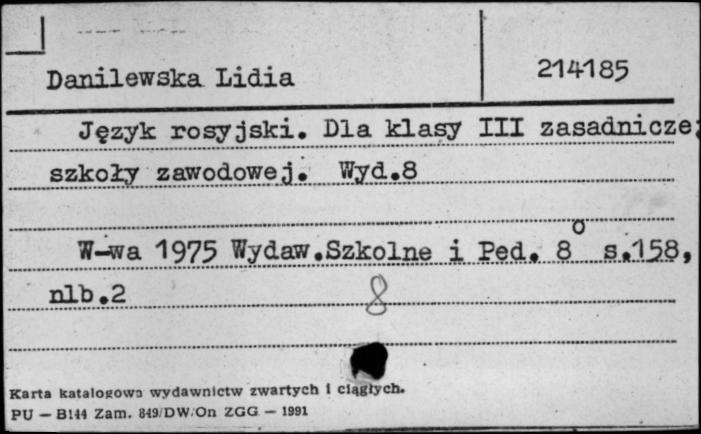 Danilewska Lidia
214185
Język rosyjski. Dla klasy III zasadnicze
szkoły zawodowej. Wyd.8
W-wa 1975 Wydaw.Szkolne i Ped. 8° s.158,
nlb.2
8
Karta katalogowa wydawnictw zwartych i ciągłych.
PU — B144 Zam. 849/DW/On ZGG — 1991